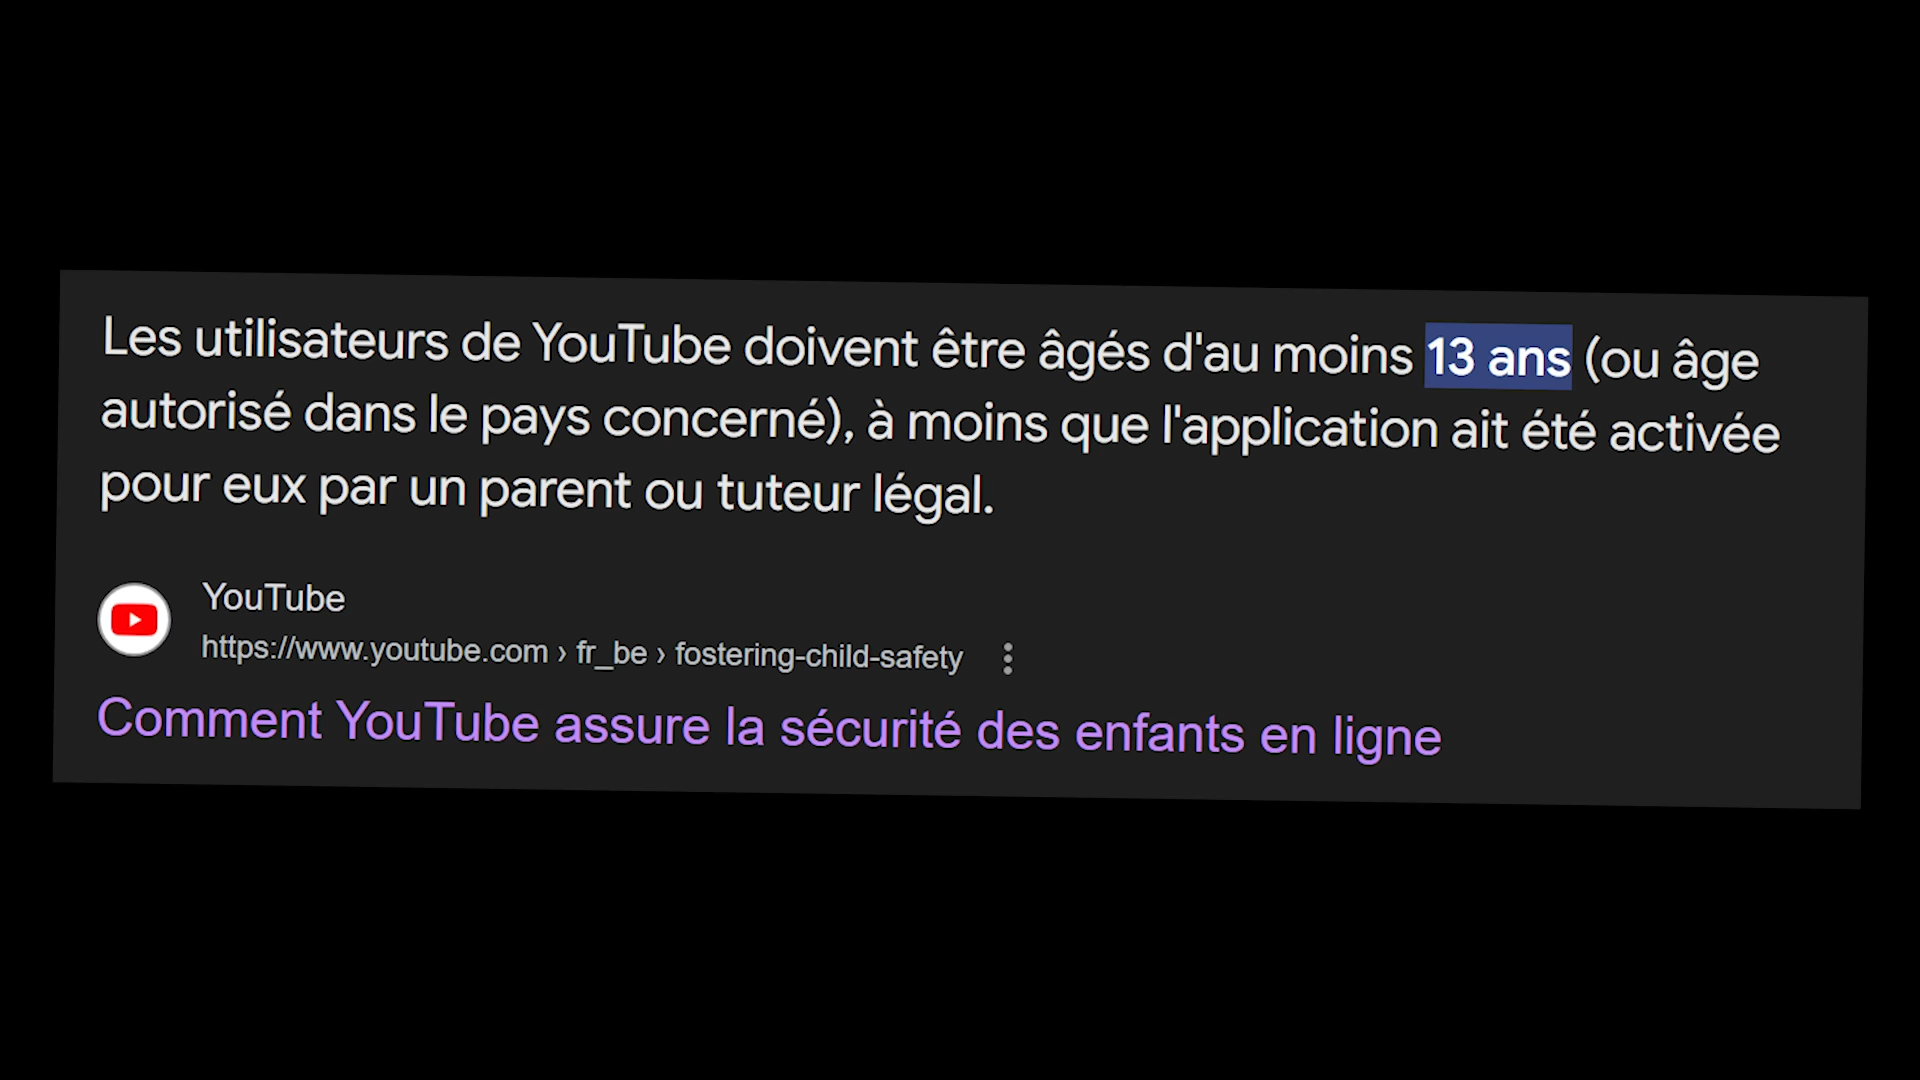 Les utilisateurs de YouTube doivent être âgés d'au moins 13 ans (ou âge
autorisé dans le pays concerné), à moins que l'application ait été activée
pour eux par un parent ou tuteur légal.
YouTube
https://www.youtube.com › fr_be › fostering-child-safety
Comment YouTube assure la sécurité des enfants en ligne